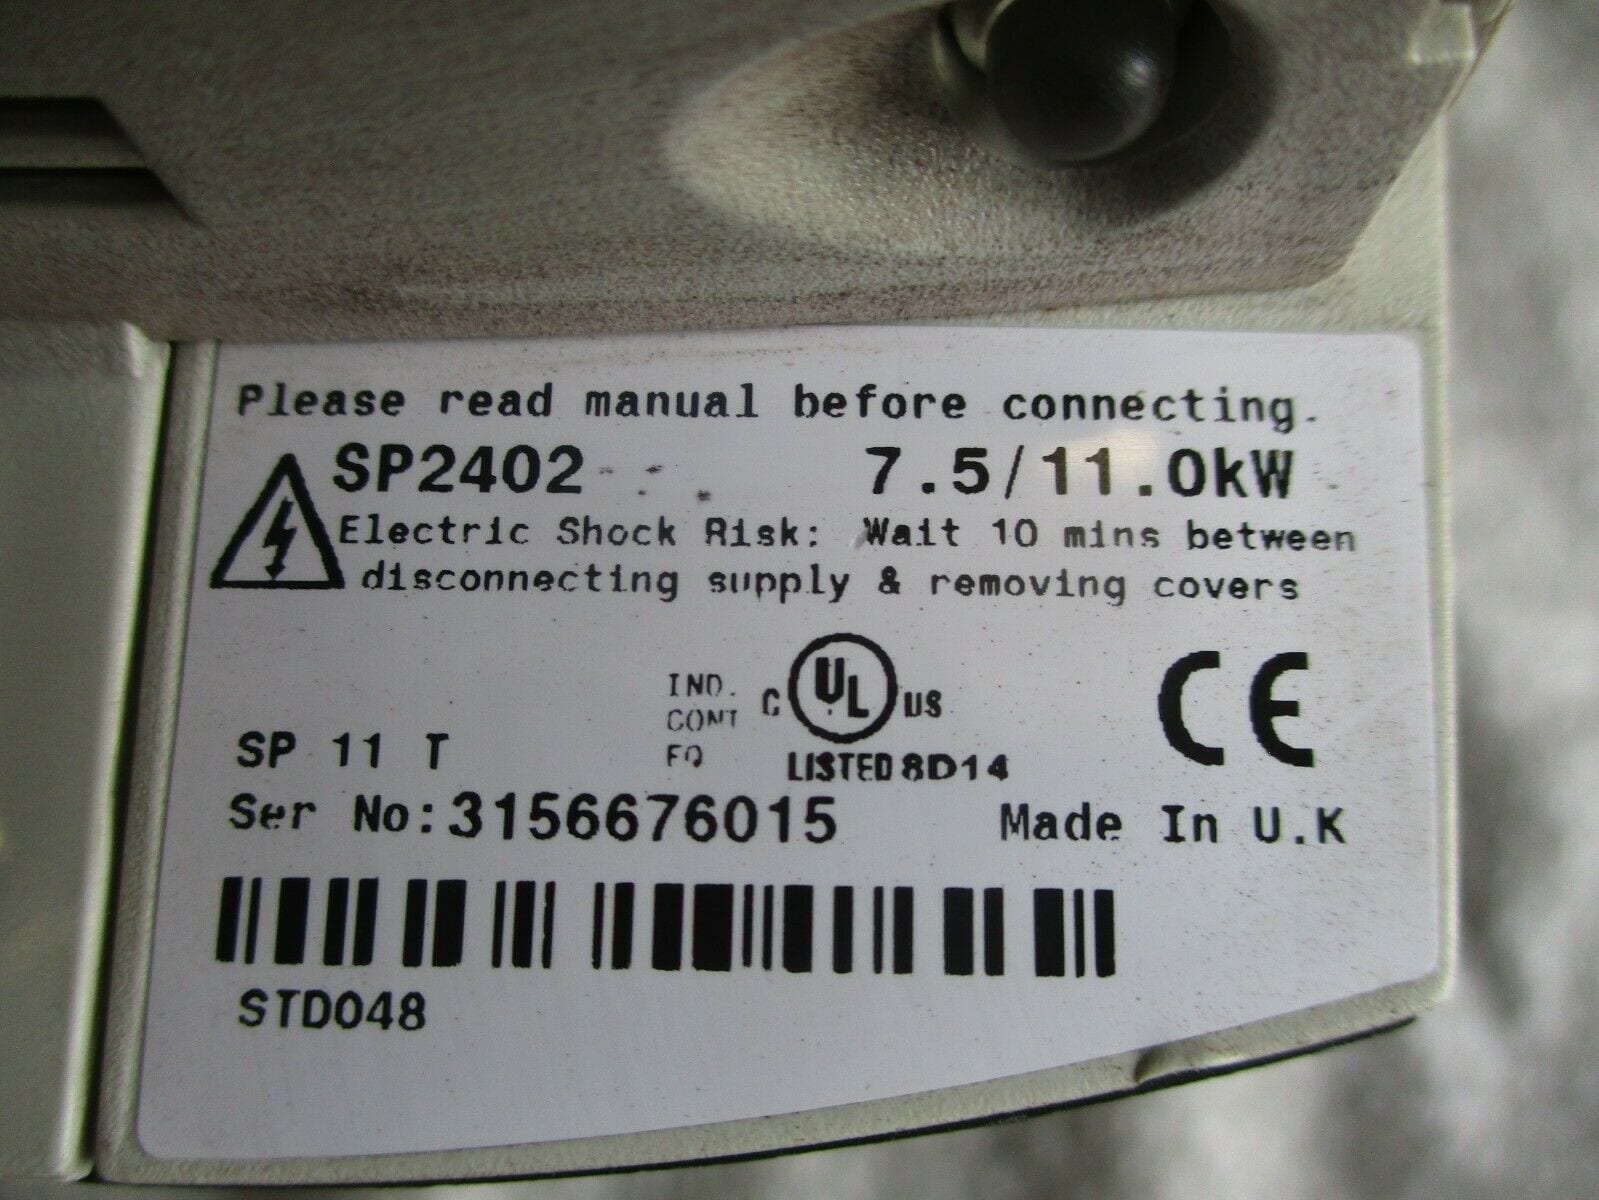 Please read manual before connecting.
SP2402 7.5/11.0kW
Electric Shock Risk: Wait 10 mins between
disconnecting supply & removing covers
IND.
CONT
EQ
C UL US
LISTED 8D14
CE
SP 11 T
Ser No:3156676015 Made In U.K
STD048